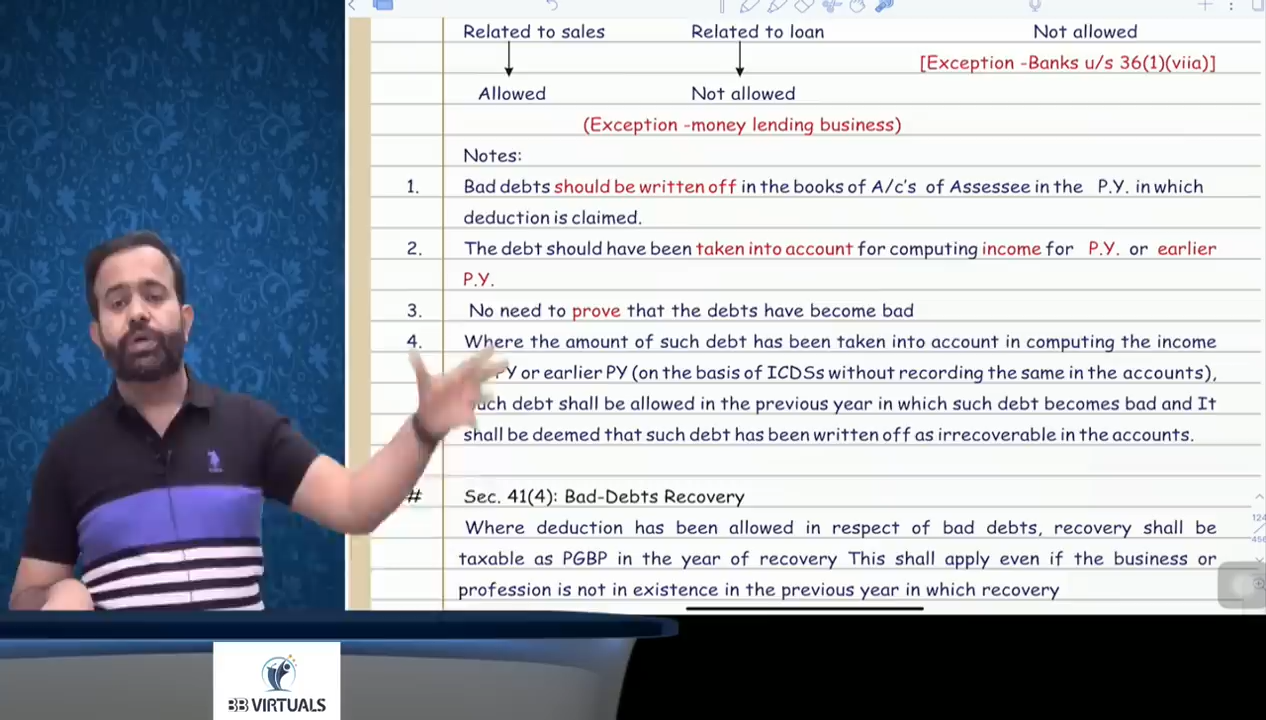 Related to sales Related to loan Not allowed
[Exception -Banks u/s 36(1)(viia)]
Allowed Not allowed
(Exception -money lending business)
Notes:
1. Bad debts should be written off in the books of A/c's of Assessee in the P.Y. in which
deduction is claimed.
2. The debt should have been taken into account for computing income for P.Y. or earlier
P.Y.
3. No need to prove that the debts have become bad
4. Where the amount of such debt has been taken into account in computing the income
PY or earlier PY (on the basis of ICDSs without recording the same in the accounts),
such debt shall be allowed in the previous year in which such debt becomes bad and It
shall be deemed that such debt has been written off as irrecoverable in the accounts.
# Sec. 41(4): Bad-Debts Recovery
Where deduction has been allowed in respect of bad debts, recovery shall be
taxable as PGBP in the year of recovery This shall apply even if the business or
profession is not in existence in the previous year in which recovery
124
456
BB VIRTUALS